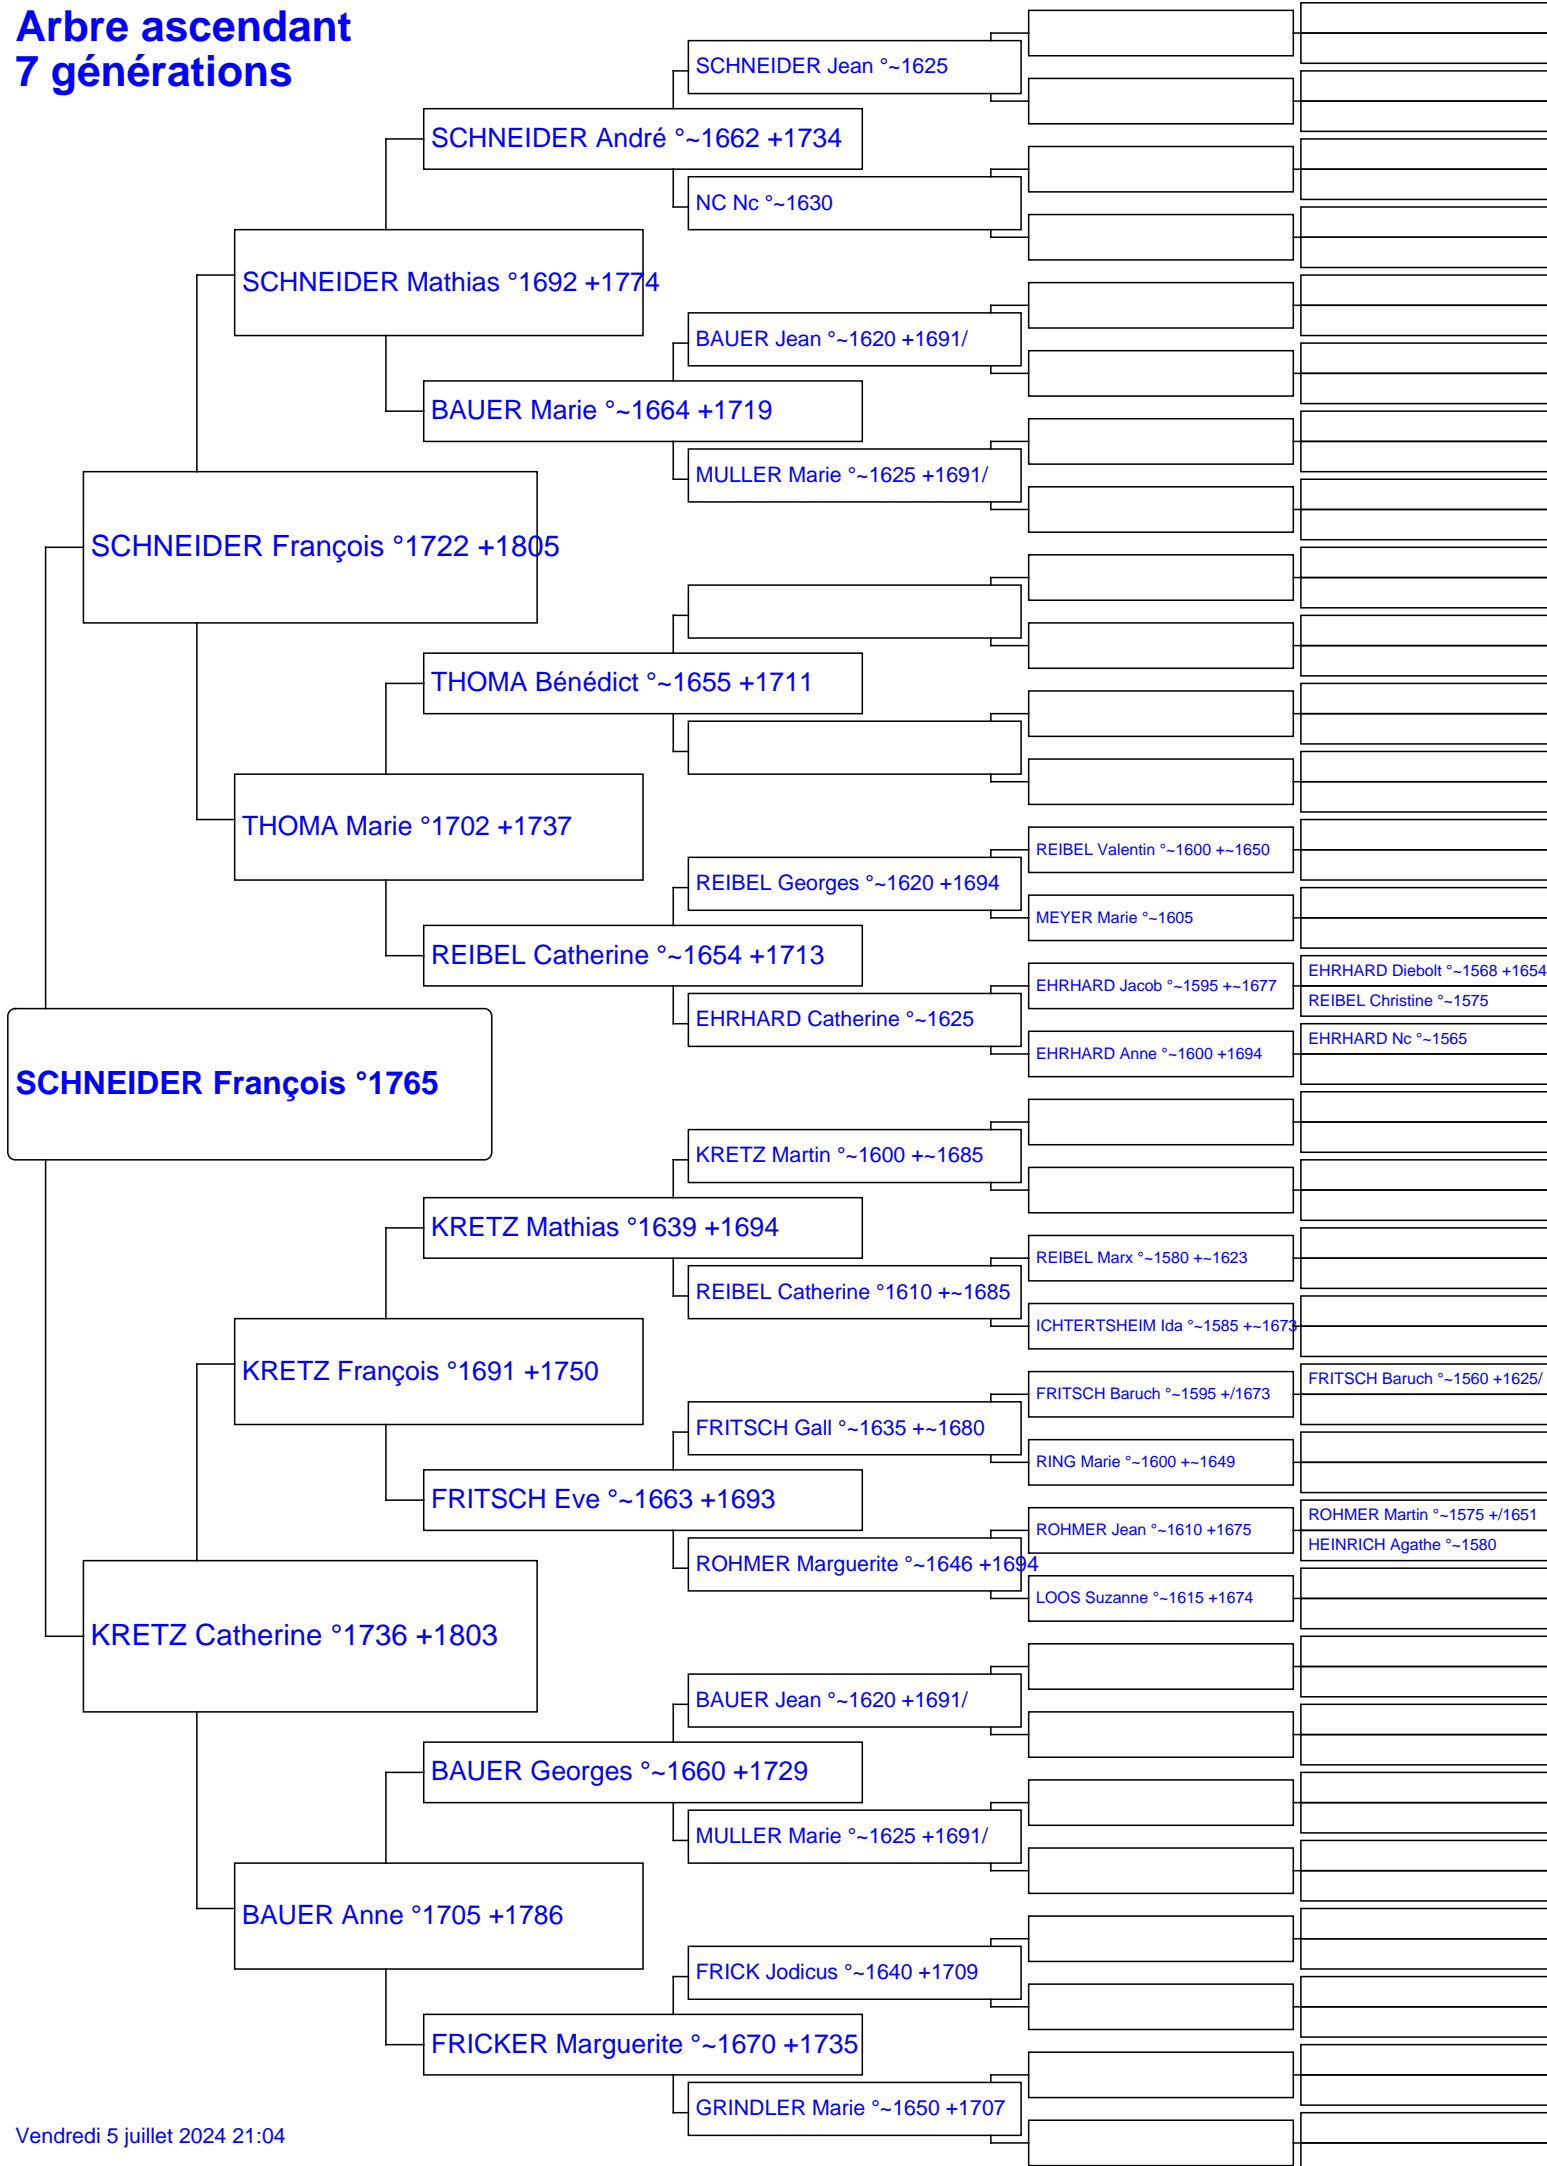 Arbre ascendant
7 générations
SCHNEIDER Jean °~1625
SCHNEIDER André °~1662 +1734
NC Nc °~1630
SCHNEIDER Mathias °1692 +1774
BAUER Jean °~1620 +1691/
BAUER Marie °~1664 +1719
MULLER Marie °~1625 +1691/
SCHNEIDER François °1722 +1805
THOMA Bénédict °~1655 +1711
THOMA Marie °1702 +1737
REIBEL Valentin °~1600 +~1650
REIBEL Georges °~1620 +1694
MEYER Marie °~1605
REIBEL Catherine °~1654 +1713
EHRHARD Diebolt °~1568 +1654
EHRHARD Jacob °~1595 +~1677
REIBEL Christine °~1575
EHRHARD Catherine °~1625
EHRHARD Nc °~1565
EHRHARD Anne °~1600 +1694
SCHNEIDER François °1765
KRETZ Martin °~1600 +~1685
KRETZ Mathias °1639 +1694
REIBEL Marx °~1580 +~1623
REIBEL Catherine °1610 +~1685
ICHTERTSHEIM Ida °~1585 +~1673
KRETZ François °1691 +1750
FRITSCH Baruch °~1560 +1625/
FRITSCH Baruch °~1595 +/1673
FRITSCH Gall °~1635 +~1680
RING Marie °~1600 +~1649
FRITSCH Eve °~1663 +1693
ROHMER Martin °~1575 +/1651
ROHMER Jean °~1610 +1675
HEINRICH Agathe °~1580
ROHMER Marguerite °~1646 +1694
LOOS Suzanne °~1615 +1674
KRETZ Catherine °1736 +1803
BAUER Jean °~1620 +1691/
BAUER Georges °~1660 +1729
MULLER Marie °~1625 +1691/
BAUER Anne °1705 +1786
FRICK Jodicus °~1640 +1709
FRICKER Marguerite °~1670 +1735
GRINDLER Marie °~1650 +1707
Vendredi 5 juillet 2024 21:04